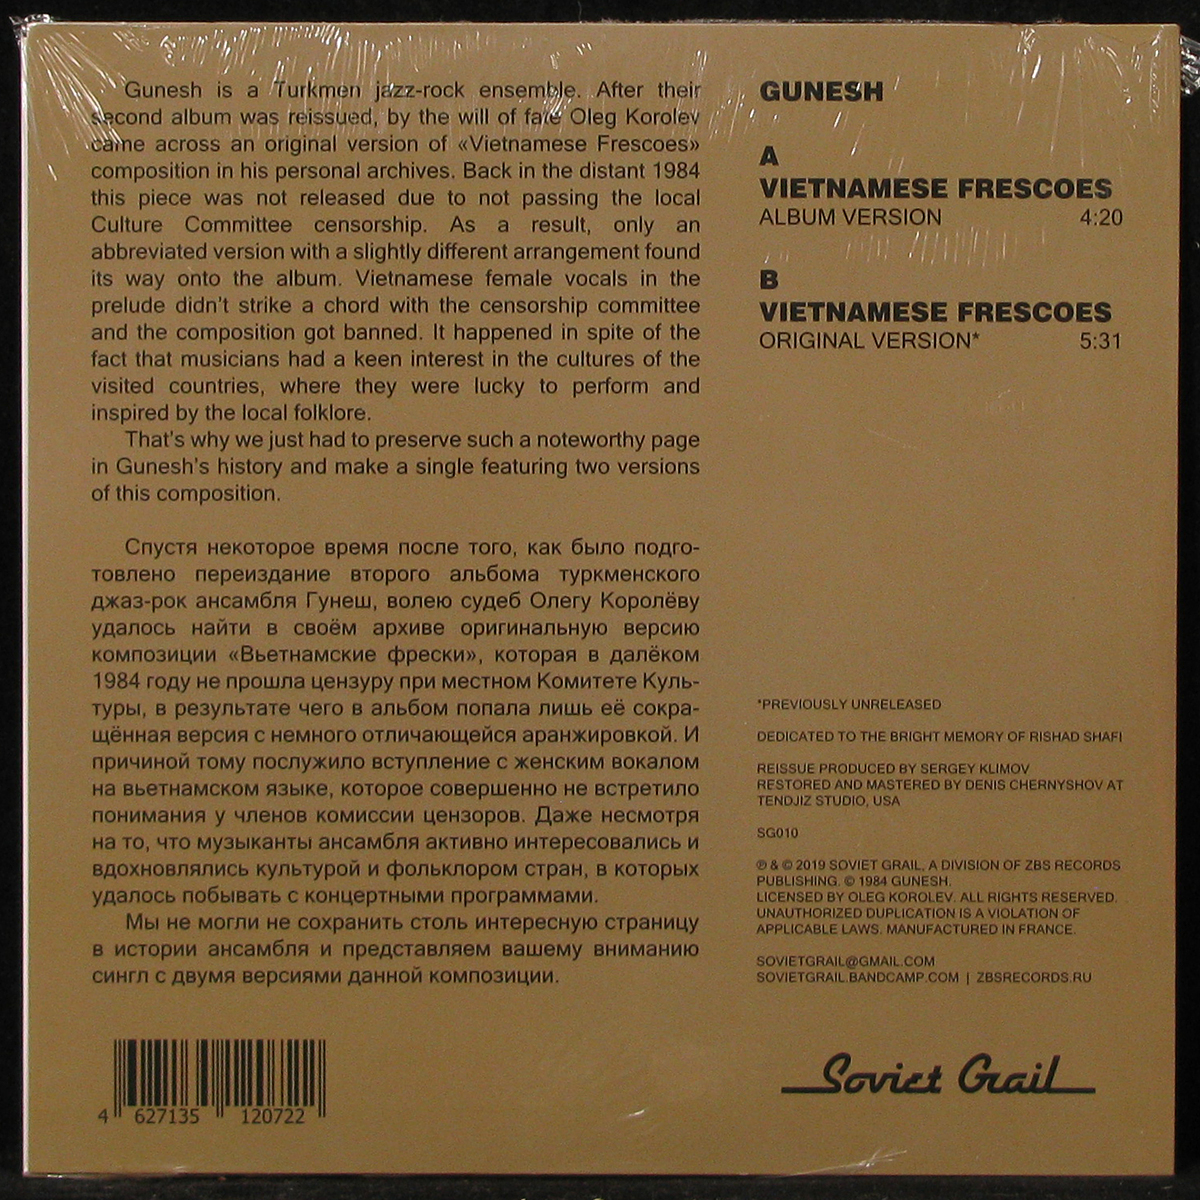 Gunesh is a Turkmen jazz-rock ensemble. After their
second album was reissued, by the will of fate Oleg Korolev
came across an original version of «Vietnamese Frescoes»
composition in his personal archives. Back in the distant 1984
this piece was not released due to not passing the local
Culture Committee censorship. As a result, only an
abbreviated version with a slightly different arrangement found
its way onto the album. Vietnamese female vocals in the
prelude didn't strike a chord with the censorship committee
and the composition got banned. It happened in spite of the
fact that musicians had a keen interest in the cultures of the
visited countries, where they were lucky to perform and
inspired by the local folklore.
That's why we just had to preserve such a noteworthy page
in Gunesh's history and make a single featuring two versions
of this composition.
Спустя некоторое время после того, как было подго-
товлено переиздание второго альбома туркменского
джаз-рок ансамбля Гунеш, волею судеб Олегу Королёву
удалось найти в своём архиве оригинальную версию
композиции «Вьетнамские фрески», которая в далёком
1984 году не прошла цензуру при местном Комитете Куль-
туры, в результате чего в альбом попала лишь её сокра-
щённая версия с немного отличающейся аранжировкой. И
причиной тому послужило вступление с женским вокалом
на вьетнамском языке, которое совершенно не встретило
понимания у членов комиссии цензоров. Даже несмотря
на то, что музыканты ансамбля активно интересовались и
вдохновлялись культурой и фольклором стран, в которых
удалось побывать с концертными программами.
Мы не могли не сохранить столь интересную страницу
в истории ансамбля и представляем вашему вниманию
сингл с двумя версиями данной композиции.
4 627135 120722
GUNESH
A
VIETNAMESE FRESCOES
ALBUM VERSION 4:20
B
VIETNAMESE FRESCOES
ORIGINAL VERSION* 5:31
*PREVIOUSLY UNRELEASED
DEDICATED TO THE BRIGHT MEMORY OF RISHAD SHAFI
REISSUE PRODUCED BY SERGEY KLIMOV
RESTORED AND MASTERED BY DENIS CHERNYSHOV AT
TENDJIZ STUDIO, USA
SG010
℗ & © 2019 SOVIET GRAIL, A DIVISION OF ZBS RECORDS
PUBLISHING. © 1984 GUNESH.
LICENSED BY OLEG KOROLEV. ALL RIGHTS RESERVED.
UNAUTHORIZED DUPLICATION IS A VIOLATION OF
APPLICABLE LAWS. MANUFACTURED IN FRANCE.
SOVIETGRAIL@GMAIL.COM
SOVIETGRAIL.BANDCAMP.COM | ZBSRECORDS.RU
Soviet Grail